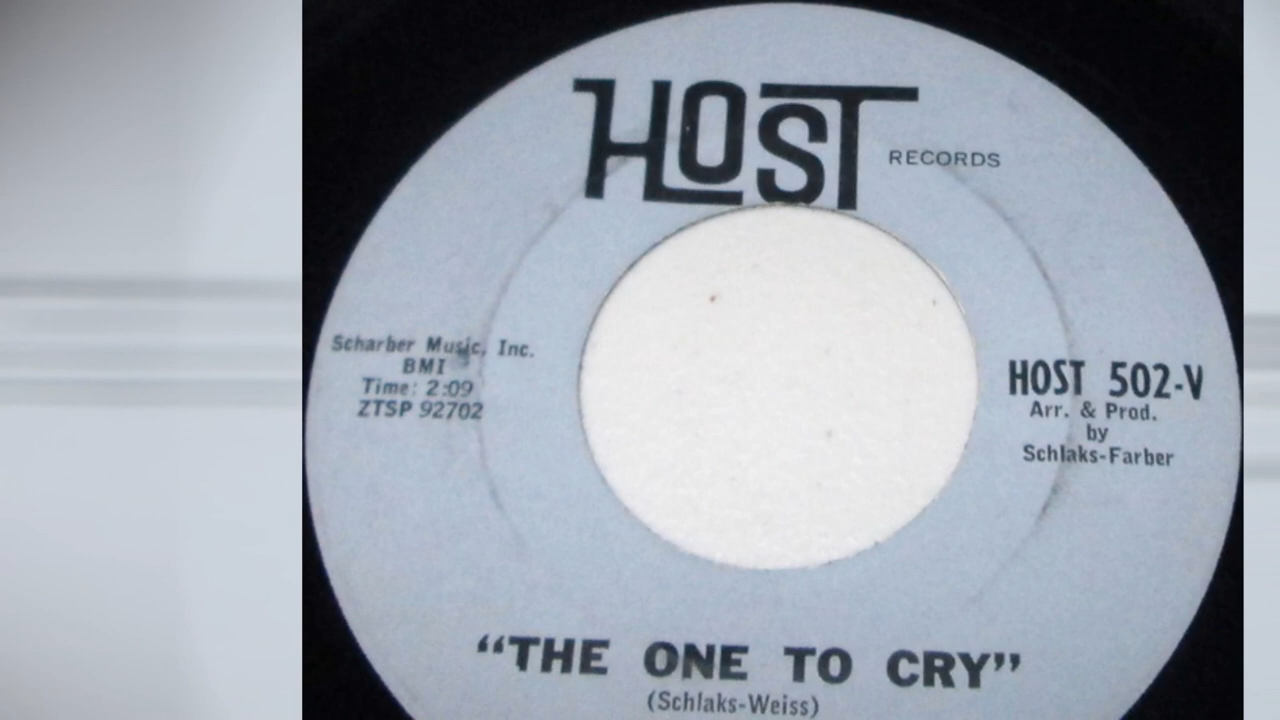 HOST
RECORDS
Scharber Music, Inc.
BMI
Time: 2:09
ZTSP 92702
HOST 502-V
Arr. & Prod.
by
Schlaks-Farber
“THE ONE TO CRY”
(Schlaks-Weiss)